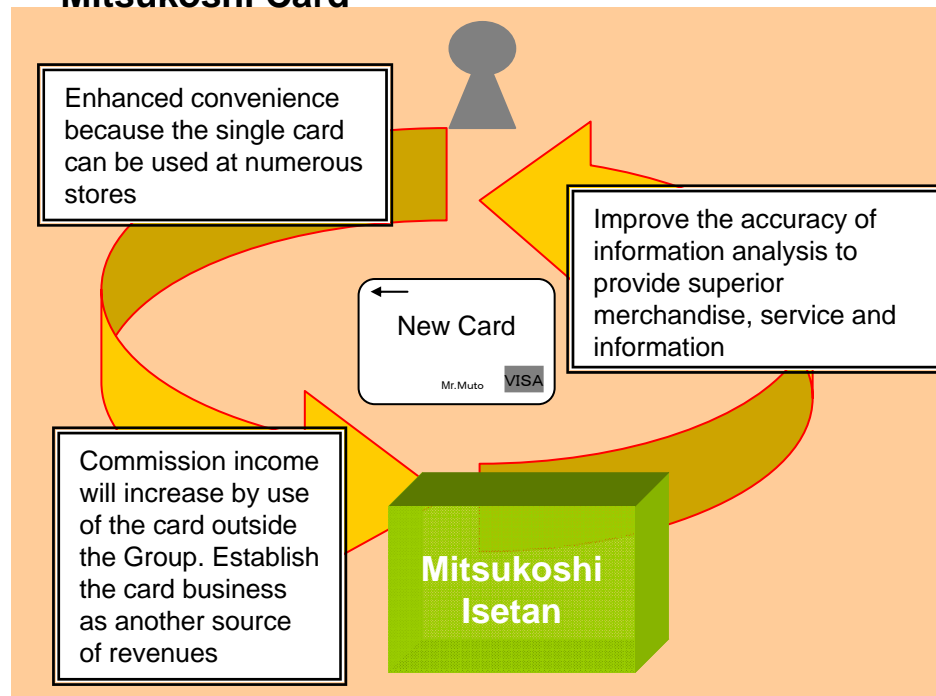 Mitsukoshi Card
Enhanced convenience
because the single card
can be used at numerous
stores
Improve the accuracy of
information analysis to
provide superior
merchandise, service and
information
New Card
Mr.Muto
VISA
Commission income
will increase by use
of the card outside
the Group. Establish
the card business
as another source
of revenues
Mitsukoshi
Isetan